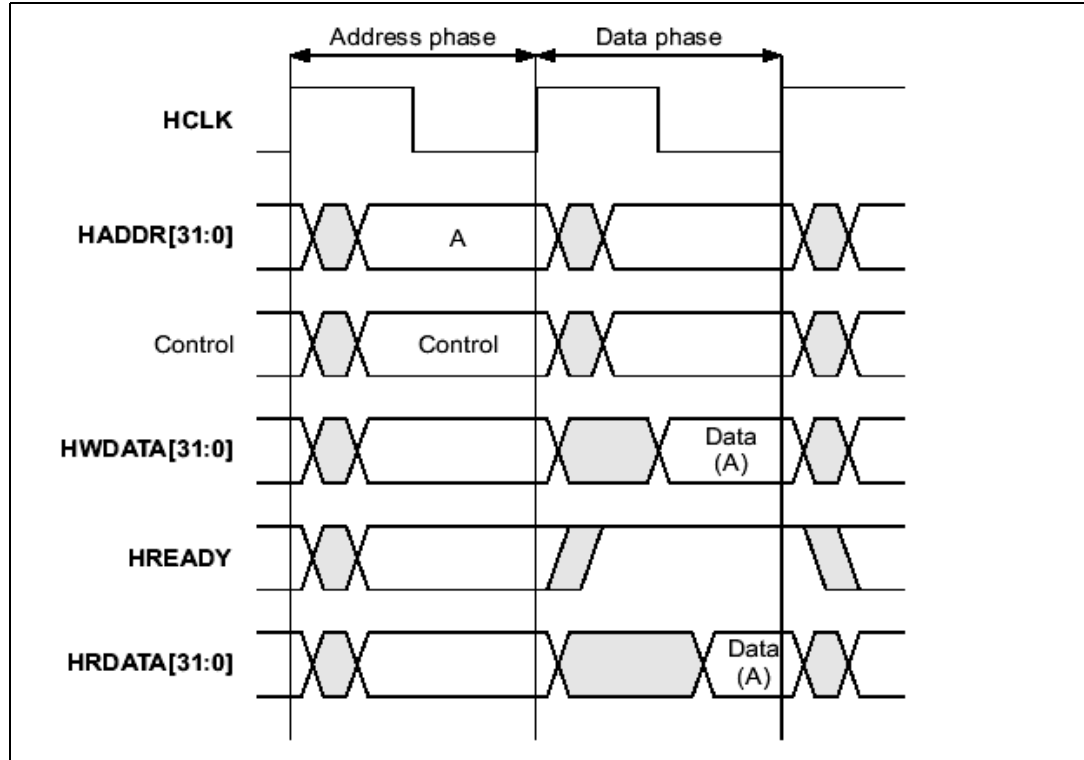 Address phase Data phase
HCLK
HADDR[31:0] A
Control Control
HWDATA[31:0] Data
(A)
HREADY
HRDATA[31:0] Data
(A)